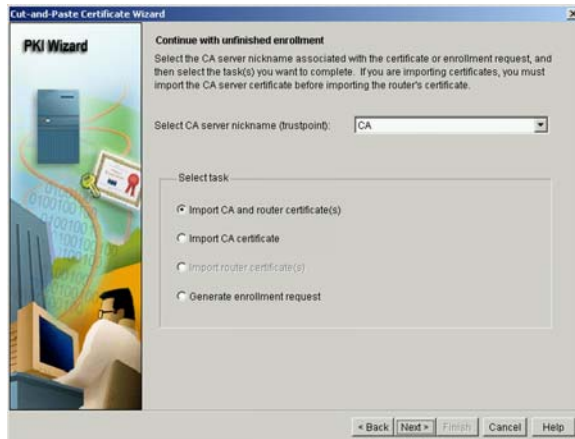 Cut-and-Paste Certificate Wizard
PKI Wizard
Continue with unfinished enrollment
Select the CA server nickname associated with the certificate or enrollment request, and
then select the task(s) you want to complete. If you are importing certificates, you must
import the CA server certificate before importing the router's certificate.
Select CA server nickname (trustpoint): CA
Select task
Import CA and router certificate(s)
Import CA certificate
Import router certificate(s)
Generate enrollment request
< Back Next > Finish Cancel Help